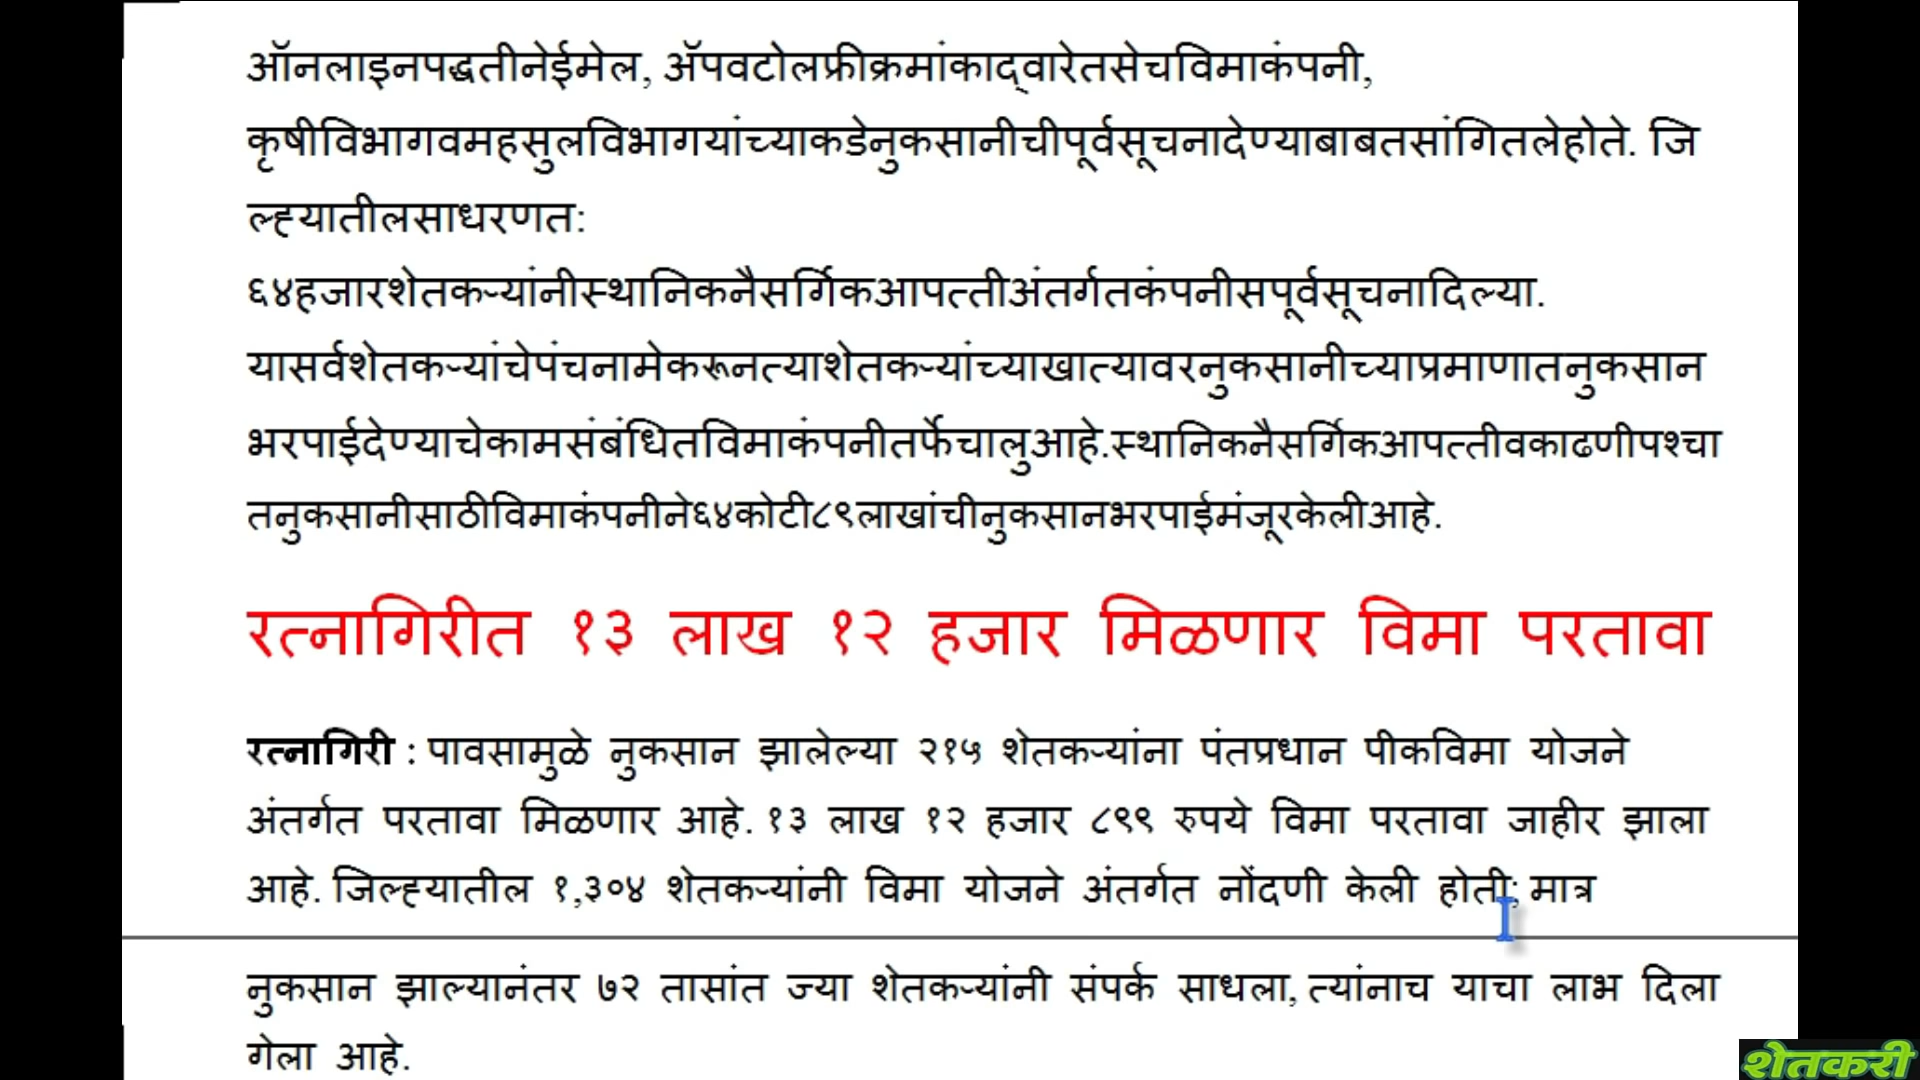 ऑनलाइनपद्धतीनेईमेल, ॲपवटोलफ्रीक्रमांकाद्वारेतसेचविमाकंपनी,
कृषीविभागवमहसुलविभागयांच्याकडेनुकसानीचीपूर्वसूचनादेण्याबाबतसांगितलेहोते. जि
ल्ह्यातीलसाधरणत:
६४हजारशेतकऱ्यांनीस्थानिकनैसर्गिकआपत्तीअंतर्गतकंपनीसपूर्वसूचनादिल्या.
यासर्वशेतकऱ्यांचेपंचनामेकरूनत्याशेतकऱ्यांच्याखात्यावरनुकसानीच्याप्रमाणातनुकसान
भरपाईदेण्याचेकामसंबंधितविमाकंपनीतर्फेचालुआहे.स्थानिकनैसर्गिकआपत्तीवकाढणीपश्चा
तनुकसानीसाठीविमाकंपनीने६४कोटी८९लाखांचीनुकसानभरपाईमंजूरकेलीआहे.
रत्नागिरीत १३ लाख १२ हजार मिळणार विमा परतावा
रत्नागिरी : पावसामुळे नुकसान झालेल्या २१५ शेतकऱ्यांना पंतप्रधान पीकविमा योजने
अंतर्गत परतावा मिळणार आहे. १३ लाख १२ हजार ८९९ रुपये विमा परतावा जाहीर झाला
आहे. जिल्ह्यातील १,३०४ शेतकऱ्यांनी विमा योजने अंतर्गत नोंदणी केली होती; मात्र
नुकसान झाल्यानंतर ७२ तासांत ज्या शेतकऱ्यांनी संपर्क साधला, त्यांनाच याचा लाभ दिला
गेला आहे.
शेतकरी